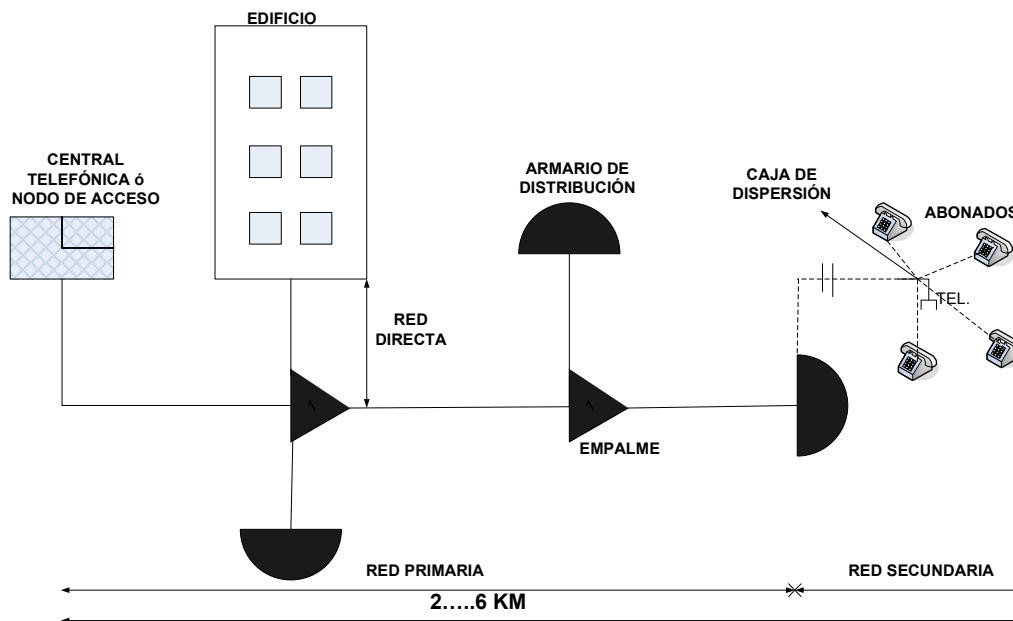 EDIFICIO
CENTRAL
TELEFÓNICA ó
NODO DE ACCESO
ARMARIO DE
DISTRIBUCIÓN
CAJA DE
DISPERSIÓN
ABONADOS
TEL.
RED
DIRECTA
EMPALME
RED PRIMARIA
RED SECUNDARIA
2.....6 KM